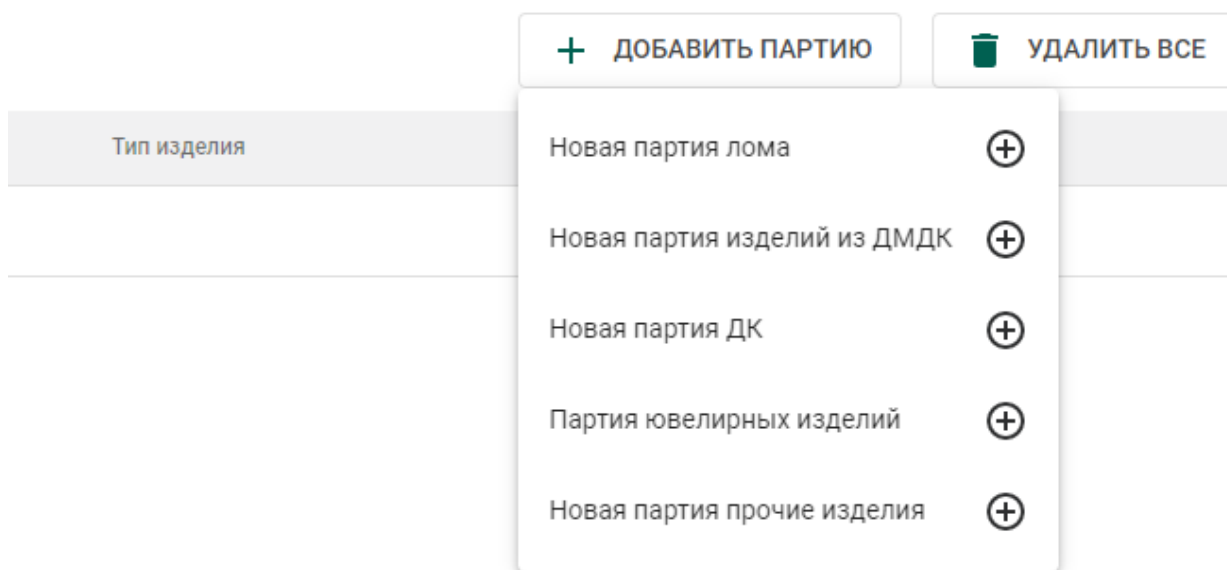 ДОБАВИТЬ ПАРТИЮ
УДАЛИТЬ ВСЕ
Тип изделия
Новая партия лома
Новая партия изделий из ДМДК
Новая партия ДК
Партия ювелирных изделий
Новая партия прочие изделия